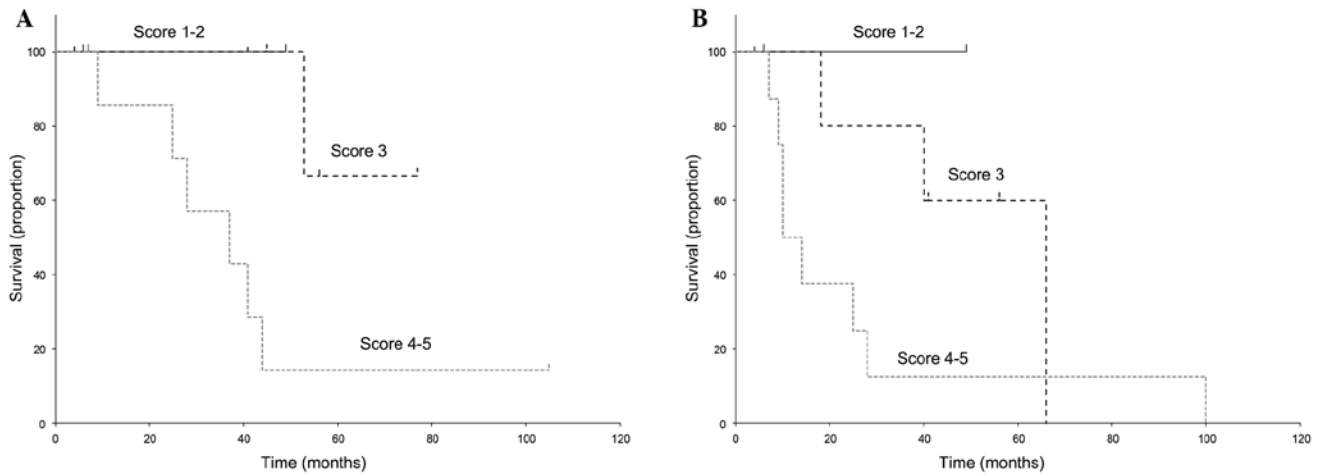 A
Score 1-2
100
80
60
40
20
0
Survival (proportion)
Score 3
Score 4-5
0 20 40 60 80 100 120
Time (months)
B
Score 1-2
100
80
60
40
20
0
Survival (proportion)
Score 3
Score 4-5
0 20 40 60 80 100 120
Time (months)